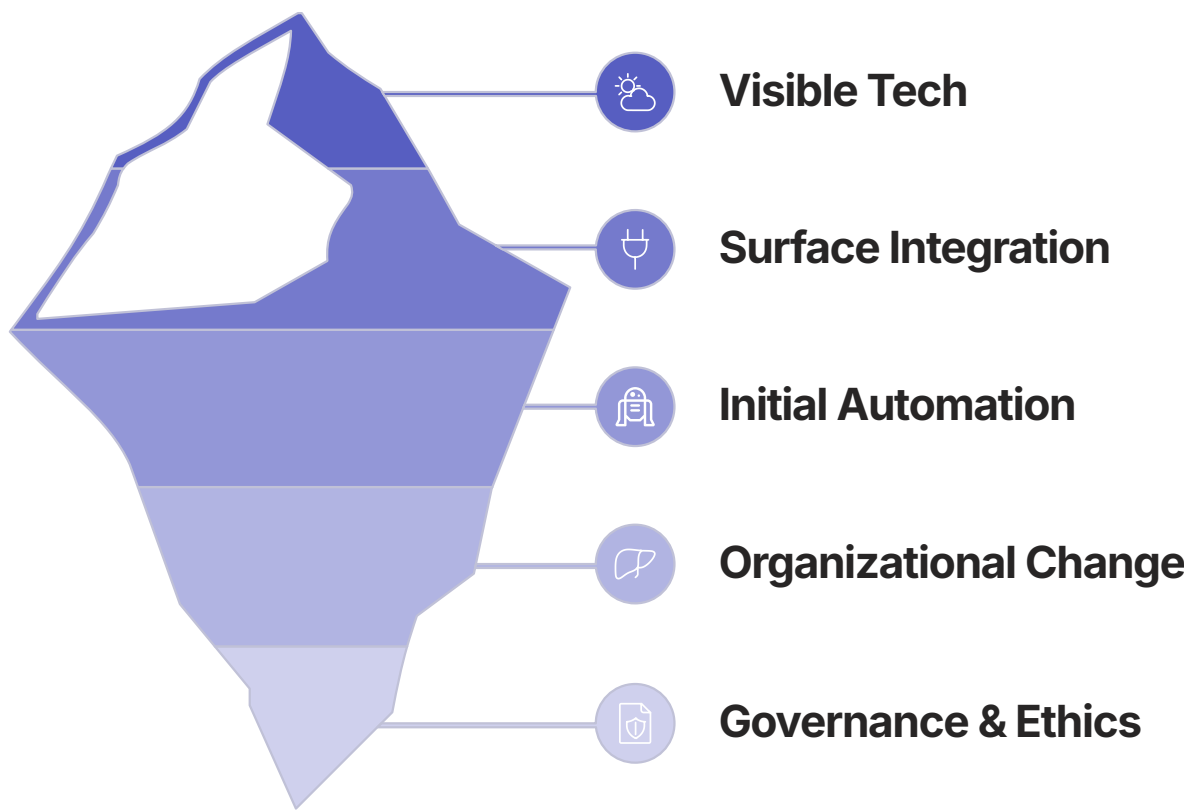 Visible Tech
Surface Integration
Initial Automation
Organizational Change
Governance & Ethics